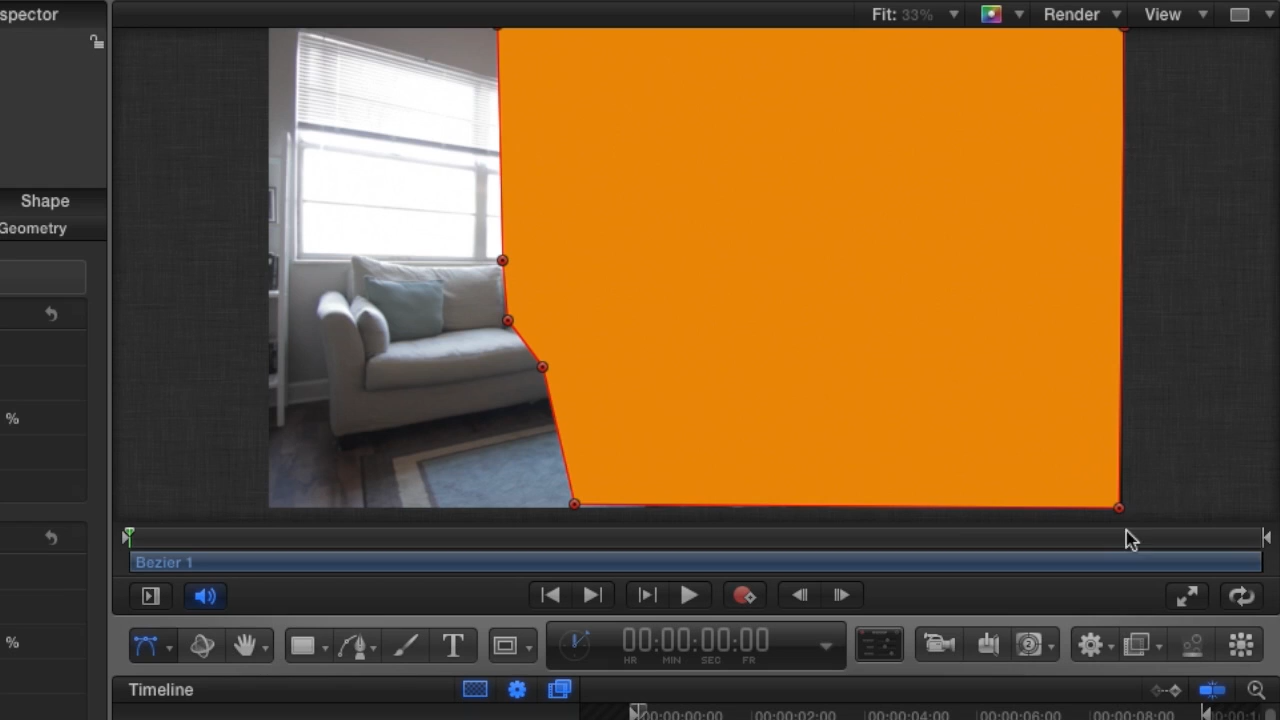 spector
Fit: 33%
Render
View
Shape
Geometry
%
%
Bezier 1
T
00:00:00:00
HR MIN SEC FR
Timeline
00:00:00:00 00:00:02:00 00:00:04:00 00:00:06:00 00:00:08:00